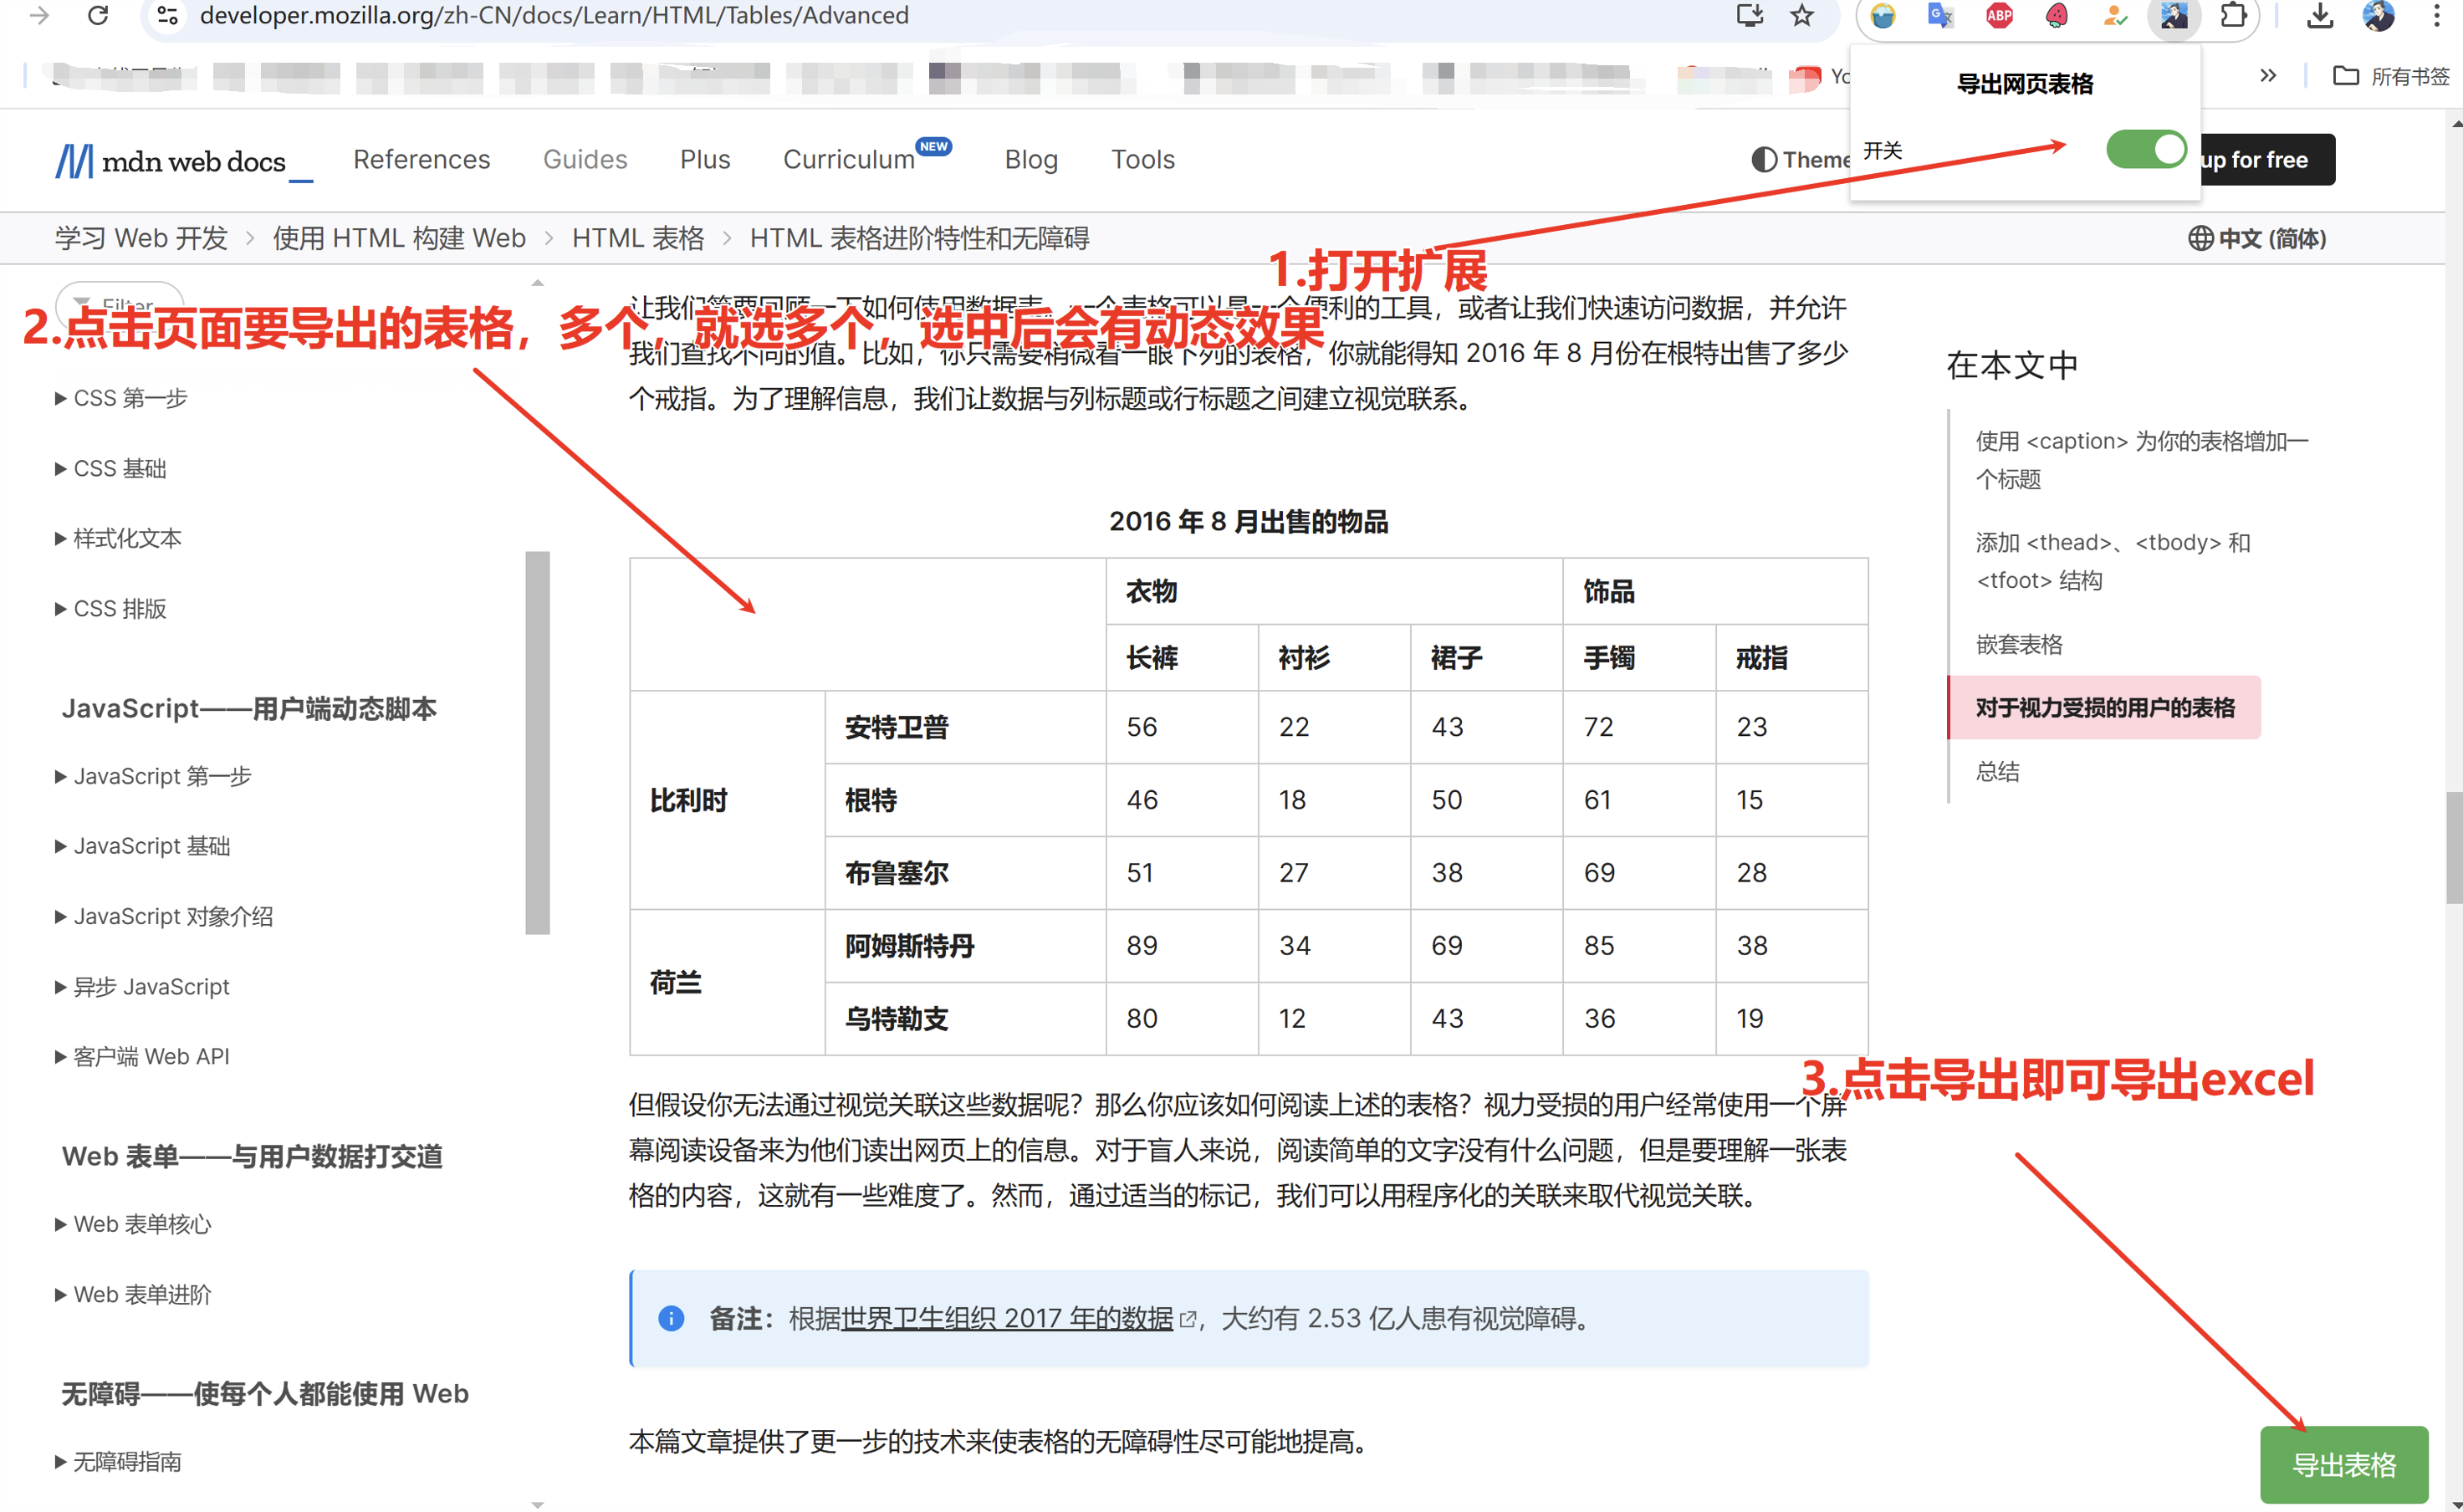 developer.mozilla.org/zh-CN/docs/Learn/HTML/Tables/Advanced
ABP
导出网页表格
开关
»
所有书签
mdn web docs_
References
Guides
Plus
Curriculum NEW
Blog
Tools
Theme
up for free
学习 Web 开发 > 使用 HTML 构建 Web > HTML 表格 > HTML 表格进阶特性和无障碍
中文 (简体)
1.打开扩展
2.点击页面要导出的表格，多个，就选多个，选中后会有动态效果
Filter
CSS 第一步
CSS 基础
样式化文本
CSS 排版
JavaScript——用户端动态脚本
JavaScript 第一步
JavaScript 基础
JavaScript 对象介绍
异步 JavaScript
客户端 Web API
Web 表单——与用户数据打交道
Web 表单核心
Web 表单进阶
无障碍——使每个人都能使用 Web
无障碍指南
让我们简要回顾一下如何使用数据表。一个表格可以是一个便利的工具，或者让我们快速访问数据，并允许
我们查找不同的值。比如，你只需要稍微看一眼下列的表格，你就能得知 2016 年 8 月份在根特出售了多少
个戒指。为了理解信息，我们让数据与列标题或行标题之间建立视觉联系。
2016 年 8 月出售的物品
衣物 饰品
长裤 衬衫 裙子 手镯 戒指
比利时
安特卫普 56 22 43 72 23
根特 46 18 50 61 15
布鲁塞尔 51 27 38 69 28
荷兰
阿姆斯特丹 89 34 69 85 38
乌特勒支 80 12 43 36 19
3.点击导出即可导出excel
但假设你无法通过视觉关联这些数据呢？那么你应该如何阅读上述的表格？视力受损的用户经常使用一个屏
幕阅读设备来为他们读出网页上的信息。对于盲人来说，阅读简单的文字没有什么问题，但是要理解一张表
格的内容，这就有一些难度了。然而，通过适当的标记，我们可以用程序化的关联来取代视觉关联。
备注：根据世界卫生组织 2017 年的数据，大约有 2.53 亿人患有视觉障碍。
本篇文章提供了更一步的技术来使表格的无障碍性尽可能地提高。
在本文中
使用 <caption> 为你的表格增加一
个标题
添加 <thead>、<tbody> 和
<tfoot> 结构
嵌套表格
对于视力受损的用户的表格
总结
导出表格